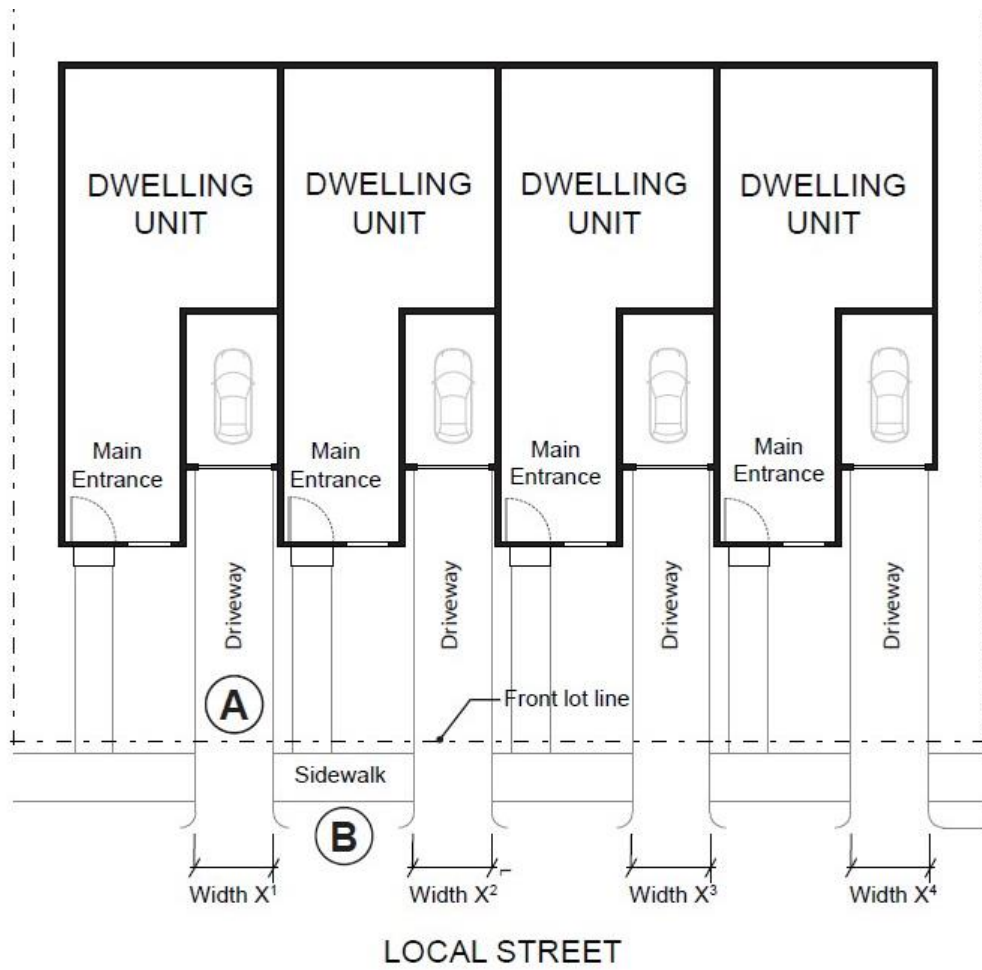 DWELLING
UNIT
DWELLING
UNIT
DWELLING
UNIT
DWELLING
UNIT
Main
Entrance
Main
Entrance
Main
Entrance
Main
Entrance
Driveway
Driveway
Driveway
Driveway
A
Front lot line
Sidewalk
B
Width X¹
Width X²
Width X³
Width X⁴
LOCAL STREET